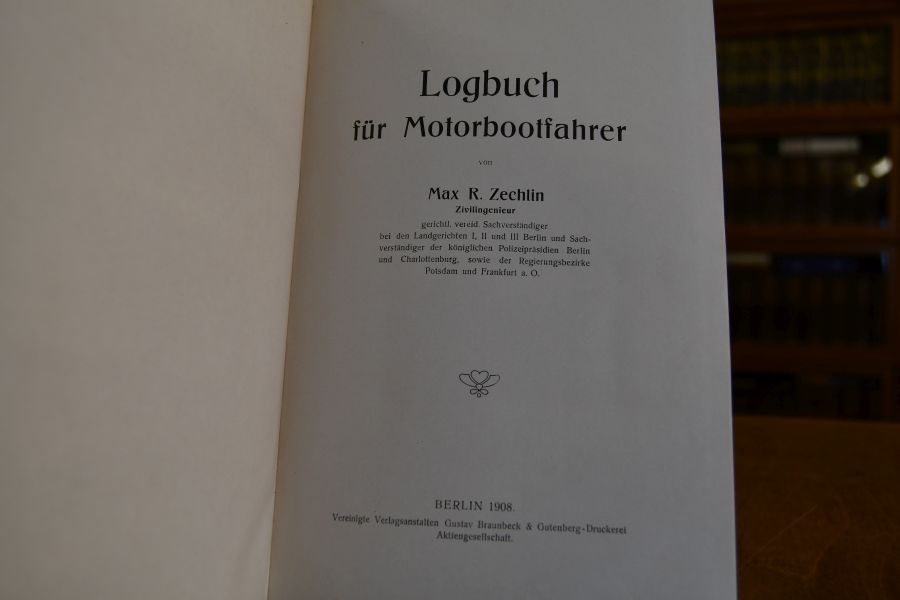 Logbuch
für Motorbootfahrer
von
Max R. Zechlin
Zivilingenieur
gerichtl. vereid. Sachverständiger
bei den Landgerichten I, II und III Berlin und Sach-
verständiger der königlichen Polizeipräsidien Berlin
und Charlottenburg, sowie der Regierungsbezirke
Potsdam und Frankfurt a. O.
BERLIN 1908.
Vereinigte Verlagsanstalten Gustav Braunbeck & Gutenberg-Druckerei
Aktiengesellschaft.